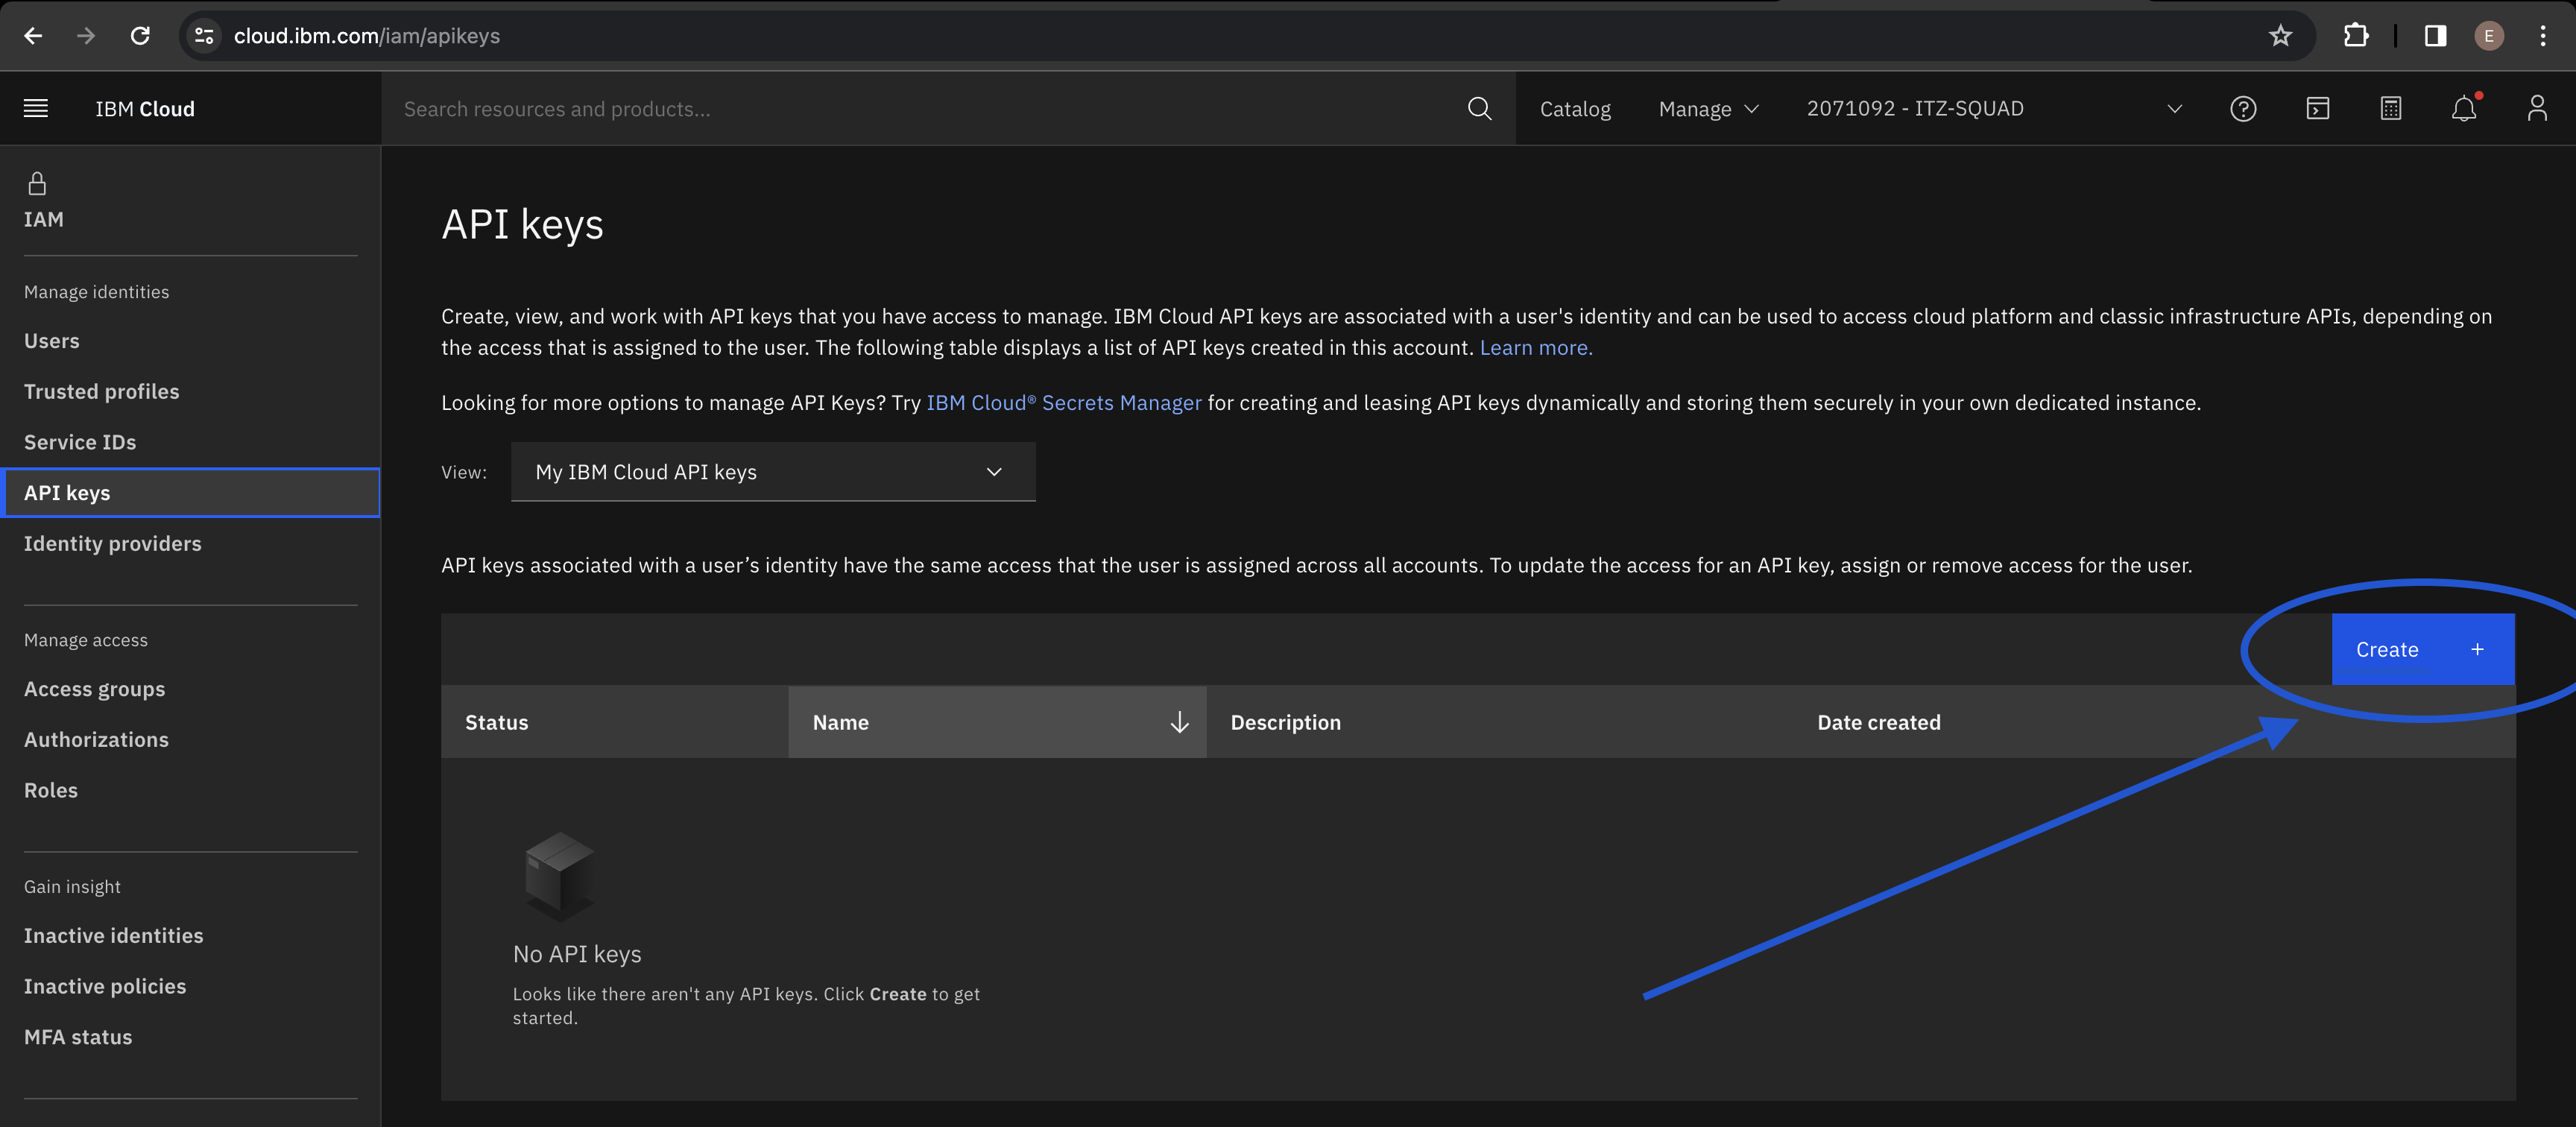 cloud.ibm.com/iam/apikeys
E
IBM Cloud
Search resources and products...
Catalog
Manage
2071092 - ITZ-SQUAD
IAM
Manage identities
Users
Trusted profiles
Service IDs
API keys
Identity providers
Manage access
Access groups
Authorizations
Roles
Gain insight
Inactive identities
Inactive policies
MFA status
API keys
Create, view, and work with API keys that you have access to manage. IBM Cloud API keys are associated with a user's identity and can be used to access cloud platform and classic infrastructure APIs, depending on
the access that is assigned to the user. The following table displays a list of API keys created in this account. Learn more.
Looking for more options to manage API Keys? Try IBM Cloud® Secrets Manager for creating and leasing API keys dynamically and storing them securely in your own dedicated instance.
View:
My IBM Cloud API keys
API keys associated with a user’s identity have the same access that the user is assigned across all accounts. To update the access for an API key, assign or remove access for the user.
Create +
Status
Name
Description
Date created
No API keys
Looks like there aren't any API keys. Click Create to get
started.